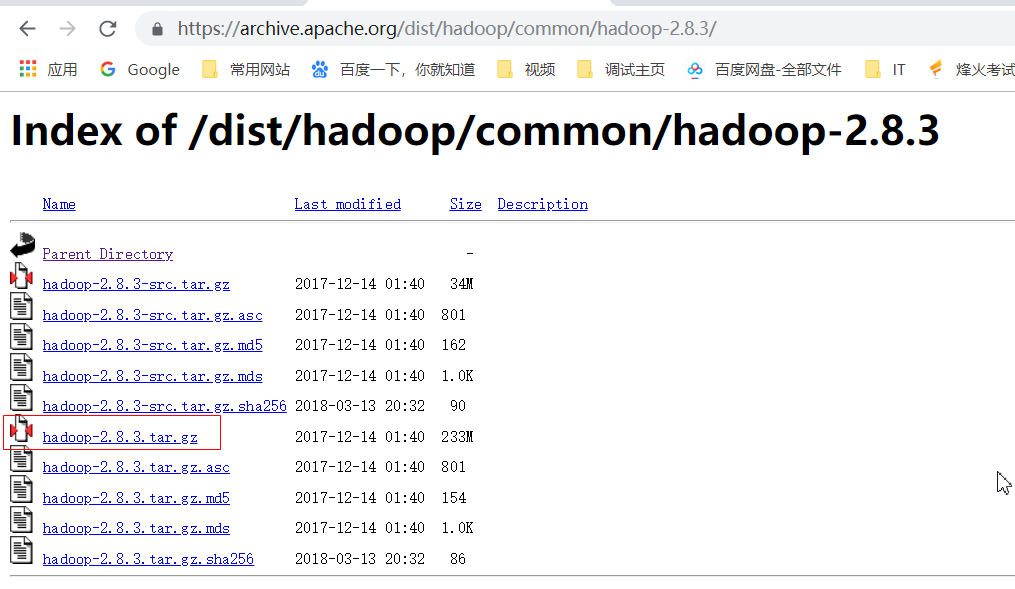 https://archive.apache.org/dist/hadoop/common/hadoop-2.8.3/
应用 Google 常用网站 百度一下，你就知道 视频 调试主页 百度网盘-全部文件 IT 烽火考试
Index of /dist/hadoop/common/hadoop-2.8.3
Name Last modified Size Description
Parent Directory -
hadoop-2.8.3-src.tar.gz 2017-12-14 01:40 34M
hadoop-2.8.3-src.tar.gz.asc 2017-12-14 01:40 801
hadoop-2.8.3-src.tar.gz.md5 2017-12-14 01:40 162
hadoop-2.8.3-src.tar.gz.mds 2017-12-14 01:40 1.0K
hadoop-2.8.3-src.tar.gz.sha256 2018-03-13 20:32 90
hadoop-2.8.3.tar.gz 2017-12-14 01:40 233M
hadoop-2.8.3.tar.gz.asc 2017-12-14 01:40 801
hadoop-2.8.3.tar.gz.md5 2017-12-14 01:40 154
hadoop-2.8.3.tar.gz.mds 2017-12-14 01:40 1.0K
hadoop-2.8.3.tar.gz.sha256 2018-03-13 20:32 86